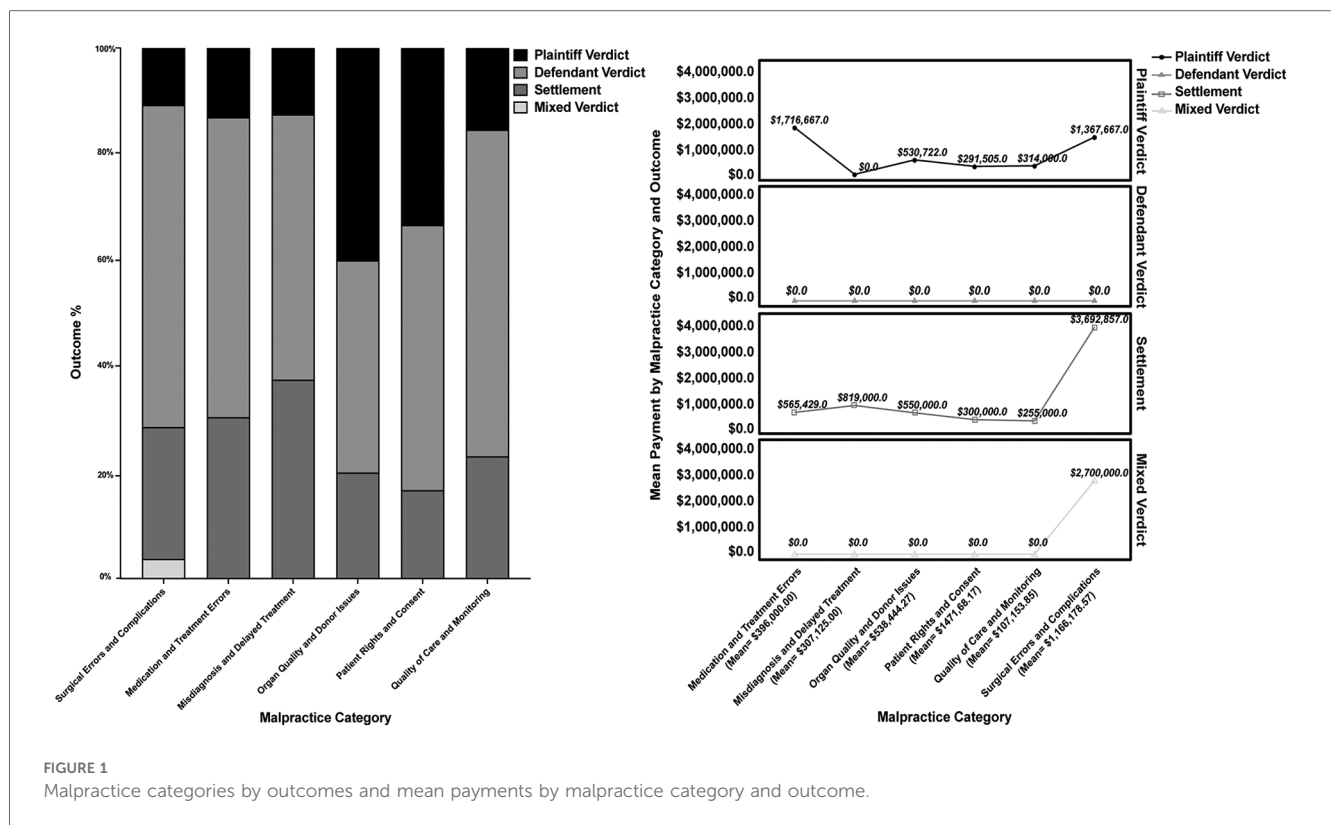 100%
80%
60%
40%
20%
0%
Outcome %
Surgical Errors and Complications
Medication and Treatment Errors
Misdiagnosis and Delayed Treatment
Organ Quality and Donor Issues
Patient Rights and Consent
Quality of Care and Monitoring
Malpractice Category
Plaintiff Verdict
Defendant Verdict
Settlement
Mixed Verdict
Mean Payment by Malpractice Category and Outcome
$4,000,000.0
$3,000,000.0
$2,000,000.0
$1,000,000.0
$0.0
$1,716,667.0
$0.0
$530,722.0
$291,505.0
$314,000.0
$1,367,667.0
Plaintiff Verdict
$4,000,000.0
$3,000,000.0
$2,000,000.0
$1,000,000.0
$0.0
$0.0
$0.0
$0.0
$0.0
$0.0
$0.0
Defendant Verdict
$4,000,000.0
$3,000,000.0
$2,000,000.0
$1,000,000.0
$0.0
$565,429.0
$819,000.0
$550,000.0
$300,000.0
$255,000.0
$3,692,857.0
Settlement
$4,000,000.0
$3,000,000.0
$2,000,000.0
$1,000,000.0
$0.0
$0.0
$0.0
$0.0
$0.0
$0.0
$2,700,000.0
Mixed Verdict
Medication and Treatment Errors
(Mean= $396,000.00)
Misdiagnosis and Delayed Treatment
(Mean= $307,125.00)
Organ Quality and Donor Issues
(Mean= $538,444.27)
Patient Rights and Consent
(Mean= $1471,68.17)
Quality of Care and Monitoring
(Mean= $107,153.85)
Surgical Errors and Complications
(Mean= $1,166,178.57)
Malpractice Category
Plaintiff Verdict
Defendant Verdict
Settlement
Mixed Verdict
FIGURE 1
Malpractice categories by outcomes and mean payments by malpractice category and outcome.